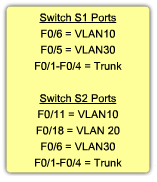 Switch S1 Ports
F0/6 = VLAN10
F0/5 = VLAN30
F0/1-F0/4 = Trunk
Switch S2 Ports
F0/11 = VLAN10
F0/18 = VLAN 20
F0/6 = VLAN30
F0/1-F0/4 = Trunk